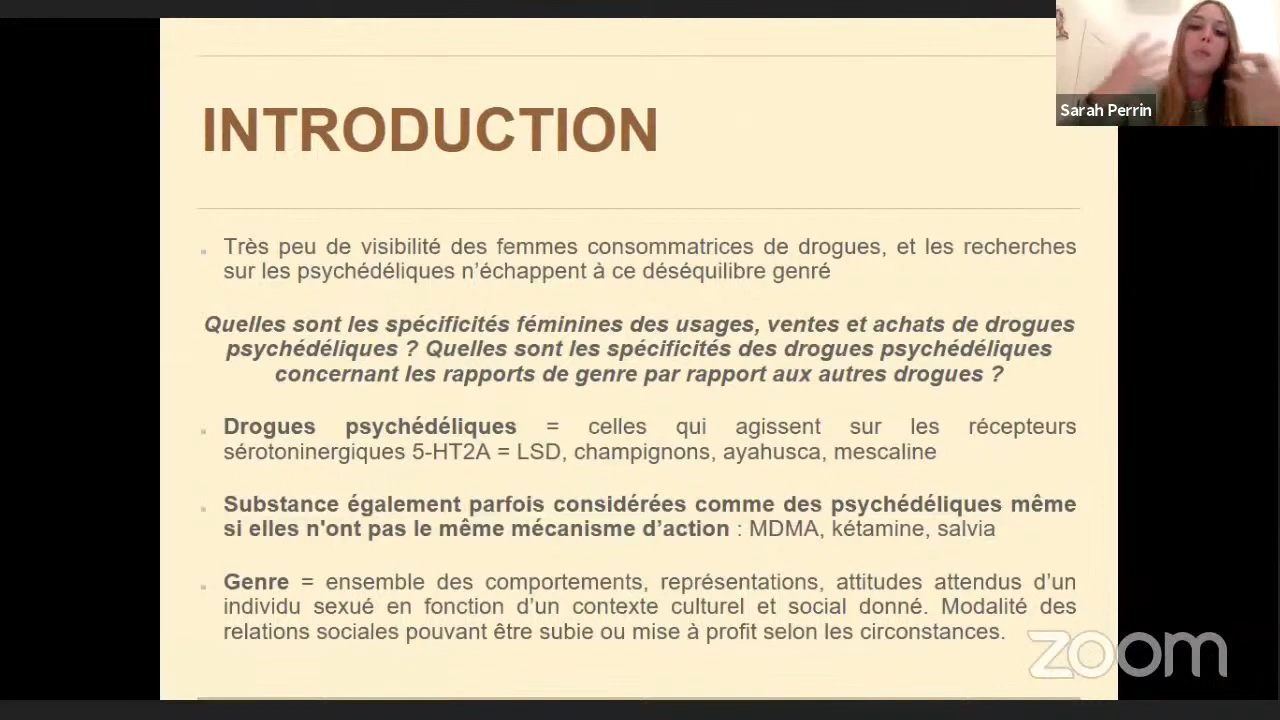 Sarah Perrin
INTRODUCTION
Très peu de visibilité des femmes consommatrices de drogues, et les recherches
sur les psychédéliques n’échappent à ce déséquilibre genré
Quelles sont les spécificités féminines des usages, ventes et achats de drogues
psychédéliques ? Quelles sont les spécificités des drogues psychédéliques
concernant les rapports de genre par rapport aux autres drogues ?
Drogues psychédéliques = celles qui agissent sur les récepteurs
sérotoninergiques 5-HT2A = LSD, champignons, ayahusca, mescaline
Substance également parfois considérées comme des psychédéliques même
si elles n'ont pas le même mécanisme d’action : MDMA, kétamine, salvia
Genre = ensemble des comportements, représentations, attitudes attendus d’un
individu sexué en fonction d’un contexte culturel et social donné. Modalité des
relations sociales pouvant être subie ou mise à profit selon les circonstances.
zoom